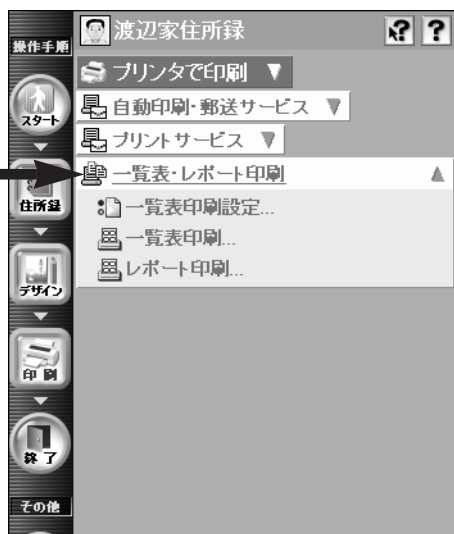 操作手順
渡辺家住所録
? ?
プリンタで印刷 ▼
スタート
自動印刷・郵送サービス ▼
プリントサービス ▼
一覧表・レポート印刷 ▲
住所録
一覧表印刷設定...
一覧表印刷...
レポート印刷...
デザイン
印刷
終了
その他